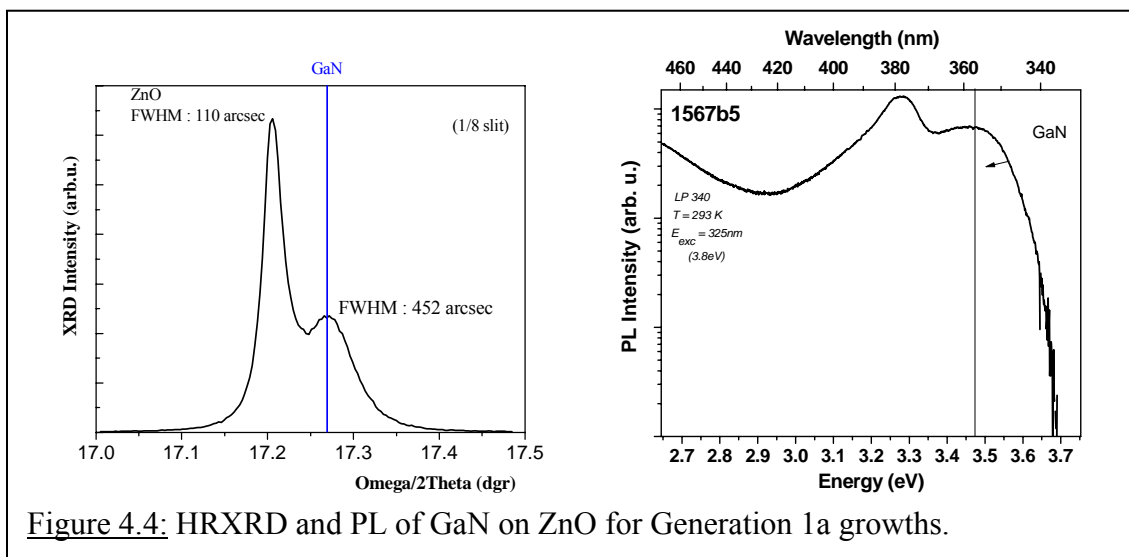 GaN
ZnO
FWHM : 110 arcsec
(1/8 slit)
FWHM : 452 arcsec
XRD Intensity (arb.u.)
17.0 17.1 17.2 17.3 17.4 17.5
Omega/2Theta (dgr)
Wavelength (nm)
460 440 420 400 380 360 340
1567b5
GaN
LP 340
T = 293 K
E exc = 325nm
(3.8eV)
PL Intensity (arb. u.)
2.7 2.8 2.9 3.0 3.1 3.2 3.3 3.4 3.5 3.6 3.7
Energy (eV)
Figure 4.4: HRXRD and PL of GaN on ZnO for Generation 1a growths.